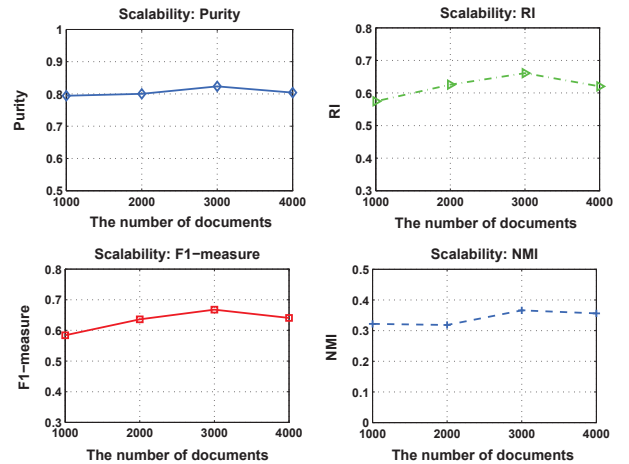 Scalability: Purity
1
0.9
0.8
0.7
0.6
0.5
Purity
1000 2000 3000 4000
The number of documents
Scalability: RI
0.8
0.7
0.6
0.5
0.4
0.3
RI
1000 2000 3000 4000
The number of documents
Scalability: F1−measure
0.8
0.7
0.6
0.5
0.4
0.3
F1−measure
1000 2000 3000 4000
The number of documents
Scalability: NMI
0.5
0.4
0.3
0.2
0.1
0
NMI
1000 2000 3000 4000
The number of documents